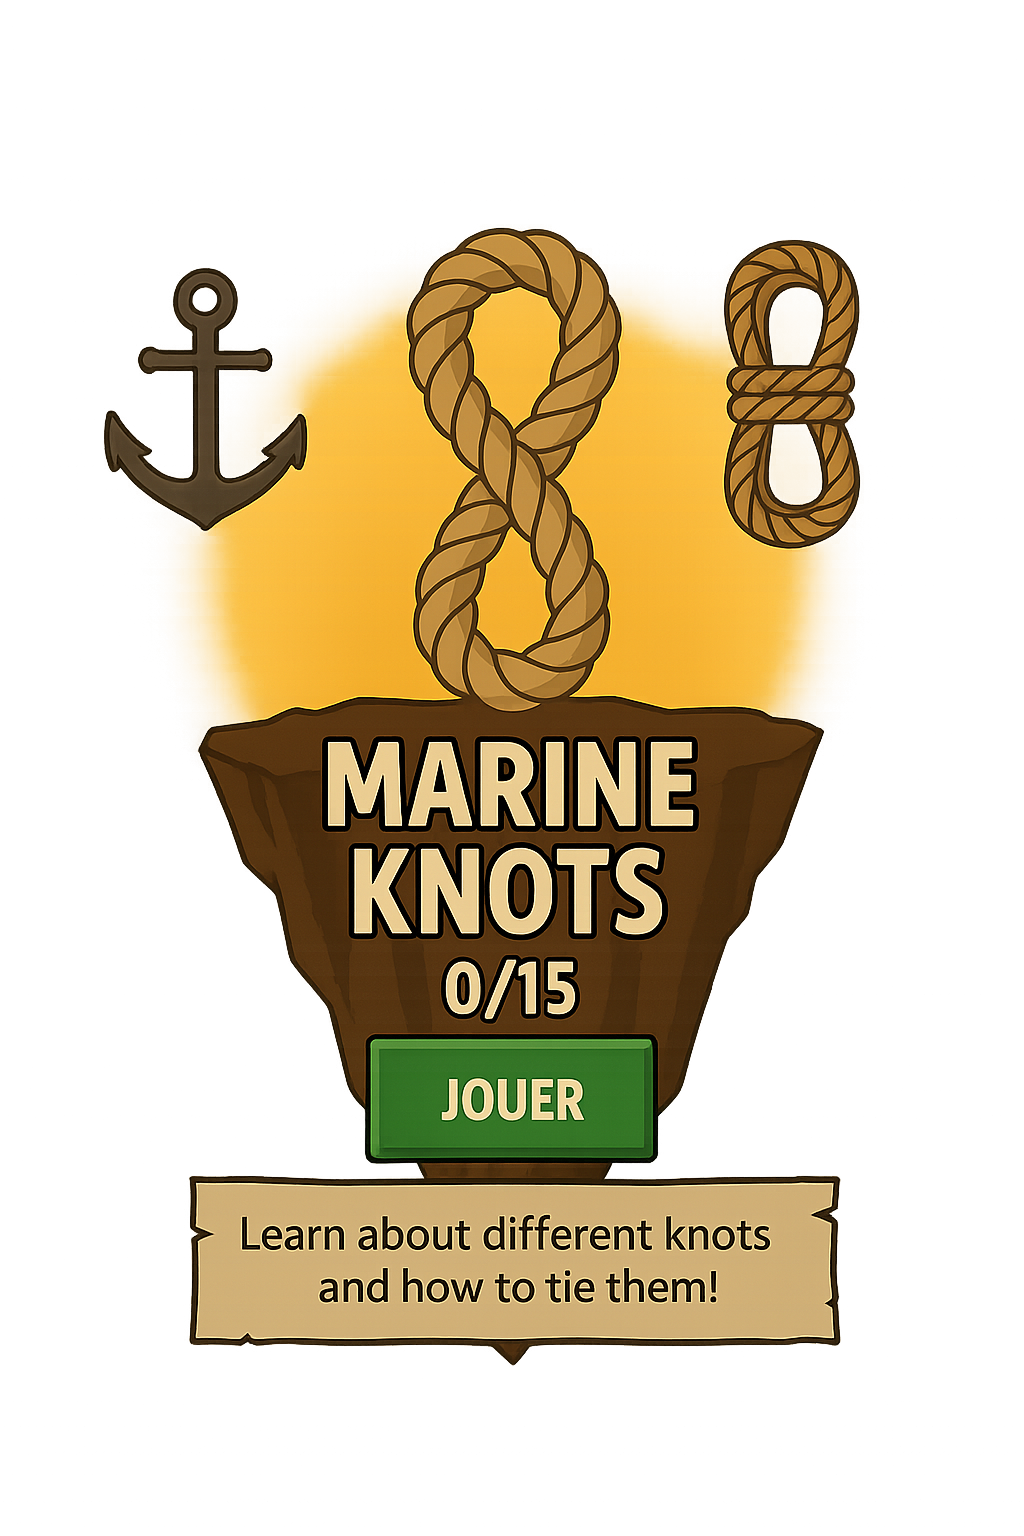 MARINE
KNOTS
0/15
JOUER
Learn about different knots
and how to tie them!